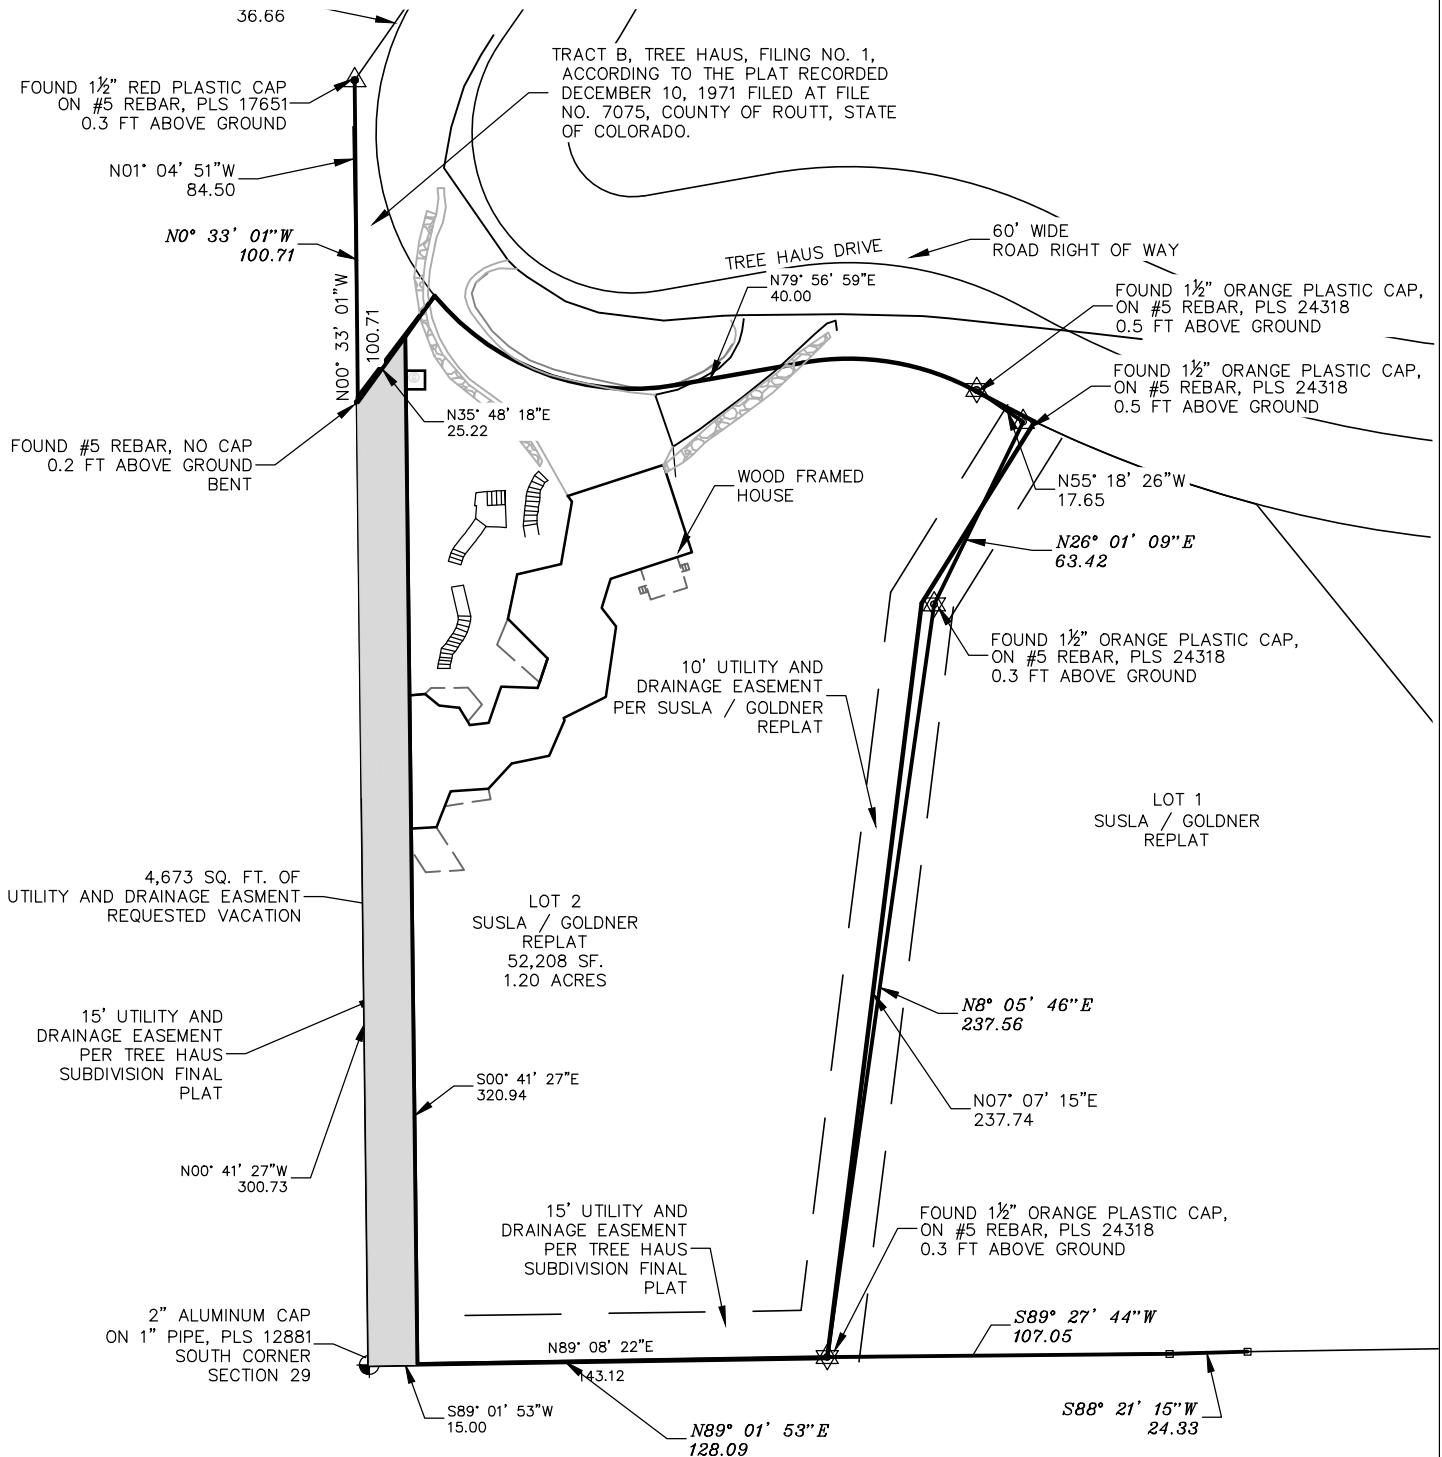 36.66
FOUND 1½” RED PLASTIC CAP
ON #5 REBAR, PLS 17651
0.3 FT ABOVE GROUND
TRACT B, TREE HAUS, FILING NO. 1,
ACCORDING TO THE PLAT RECORDED
DECEMBER 10, 1971 FILED AT FILE
NO. 7075, COUNTY OF ROUTT, STATE
OF COLORADO.
N01° 04’ 51”W
84.50
N0° 33’ 01”W
100.71
N00° 33’ 01”W
100.71
TREE HAUS DRIVE
60’ WIDE
ROAD RIGHT OF WAY
N79° 56’ 59”E
40.00
FOUND 1½” ORANGE PLASTIC CAP,
ON #5 REBAR, PLS 24318
0.5 FT ABOVE GROUND
FOUND 1½” ORANGE PLASTIC CAP,
ON #5 REBAR, PLS 24318
0.5 FT ABOVE GROUND
N35° 48’ 18”E
25.22
FOUND #5 REBAR, NO CAP
0.2 FT ABOVE GROUND
BENT
WOOD FRAMED
HOUSE
N55° 18’ 26”W
17.65
N26° 01’ 09”E
63.42
FOUND 1½” ORANGE PLASTIC CAP,
ON #5 REBAR, PLS 24318
0.3 FT ABOVE GROUND
10’ UTILITY AND
DRAINAGE EASEMENT
PER SUSLA / GOLDNER
REPLAT
LOT 1
SUSLA / GOLDNER
REPLAT
4,673 SQ. FT. OF
UTILITY AND DRAINAGE EASMENT
REQUESTED VACATION
LOT 2
SUSLA / GOLDNER
REPLAT
52,208 SF.
1.20 ACRES
15’ UTILITY AND
DRAINAGE EASEMENT
PER TREE HAUS
SUBDIVISION FINAL
PLAT
N8° 05’ 46”E
237.56
S00° 41’ 27”E
320.94
N07° 07’ 15”E
237.74
N00° 41’ 27”W
300.73
15’ UTILITY AND
DRAINAGE EASEMENT
PER TREE HAUS
SUBDIVISION FINAL
PLAT
FOUND 1½” ORANGE PLASTIC CAP,
ON #5 REBAR, PLS 24318
0.3 FT ABOVE GROUND
2” ALUMINUM CAP
ON 1” PIPE, PLS 12881
SOUTH CORNER
SECTION 29
N89° 08’ 22”E
143.12
S89° 27’ 44”W
107.05
S89° 01’ 53”W
15.00
N89° 01’ 53”E
128.09
S88° 21’ 15”W
24.33